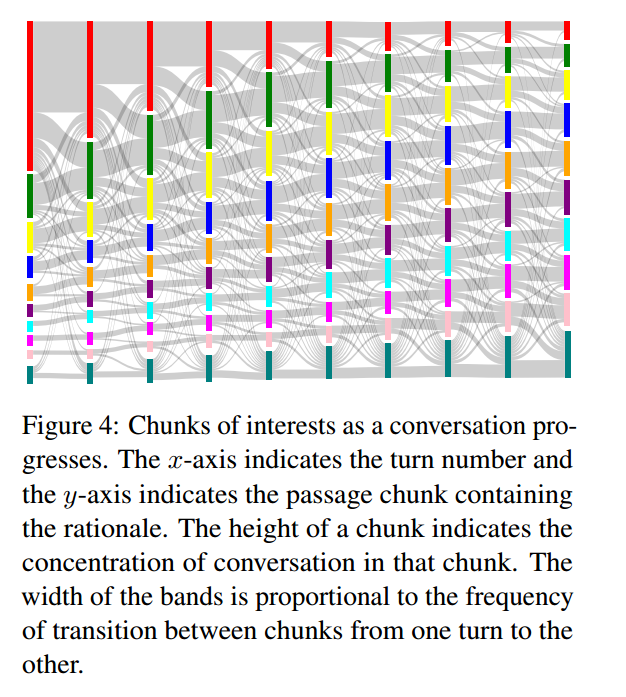 Figure 4: Chunks of interests as a conversation pro-
gresses. The x-axis indicates the turn number and
the y-axis indicates the passage chunk containing
the rationale. The height of a chunk indicates the
concentration of conversation in that chunk. The
width of the bands is proportional to the frequency
of transition between chunks from one turn to the
other.